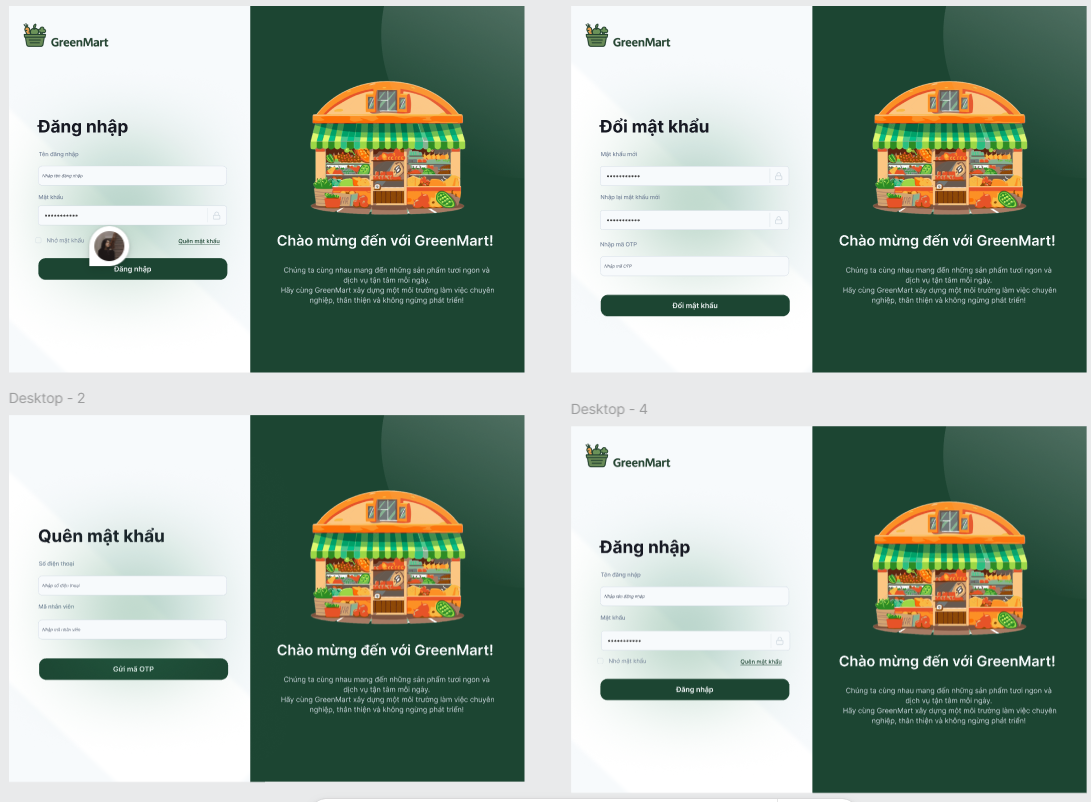 GreenMart
Đăng nhập
Tên đăng nhập
Nhập tên đăng nhập
Mật khẩu
Nhớ mật khẩu
Quên mật khẩu
Đăng nhập
Chào mừng đến với GreenMart!
Chúng ta cùng nhau mang đến những sản phẩm tươi ngon và
dịch vụ tận tâm mỗi ngày.
Hãy cùng GreenMart xây dựng một môi trường làm việc chuyên
nghiệp, thân thiện và không ngừng phát triển!
GreenMart
Đổi mật khẩu
Mật khẩu mới
Nhập lại mật khẩu mới
Nhập mã OTP
Nhập mã OTP
Đổi mật khẩu
Chào mừng đến với GreenMart!
Chúng ta cùng nhau mang đến những sản phẩm tươi ngon và
dịch vụ tận tâm mỗi ngày.
Hãy cùng GreenMart xây dựng một môi trường làm việc chuyên
nghiệp, thân thiện và không ngừng phát triển!
Desktop - 2
Quên mật khẩu
Số điện thoại
Nhập số điện thoại
Mã nhân viên
Nhập mã nhân viên
Gửi mã OTP
Chào mừng đến với GreenMart!
Chúng ta cùng nhau mang đến những sản phẩm tươi ngon và
dịch vụ tận tâm mỗi ngày.
Hãy cùng GreenMart xây dựng một môi trường làm việc chuyên
nghiệp, thân thiện và không ngừng phát triển!
Desktop - 4
GreenMart
Đăng nhập
Tên đăng nhập
Nhập tên đăng nhập
Mật khẩu
Nhớ mật khẩu
Quên mật khẩu
Đăng nhập
Chào mừng đến với GreenMart!
Chúng ta cùng nhau mang đến những sản phẩm tươi ngon và
dịch vụ tận tâm mỗi ngày.
Hãy cùng GreenMart xây dựng một môi trường làm việc chuyên
nghiệp, thân thiện và không ngừng phát triển!